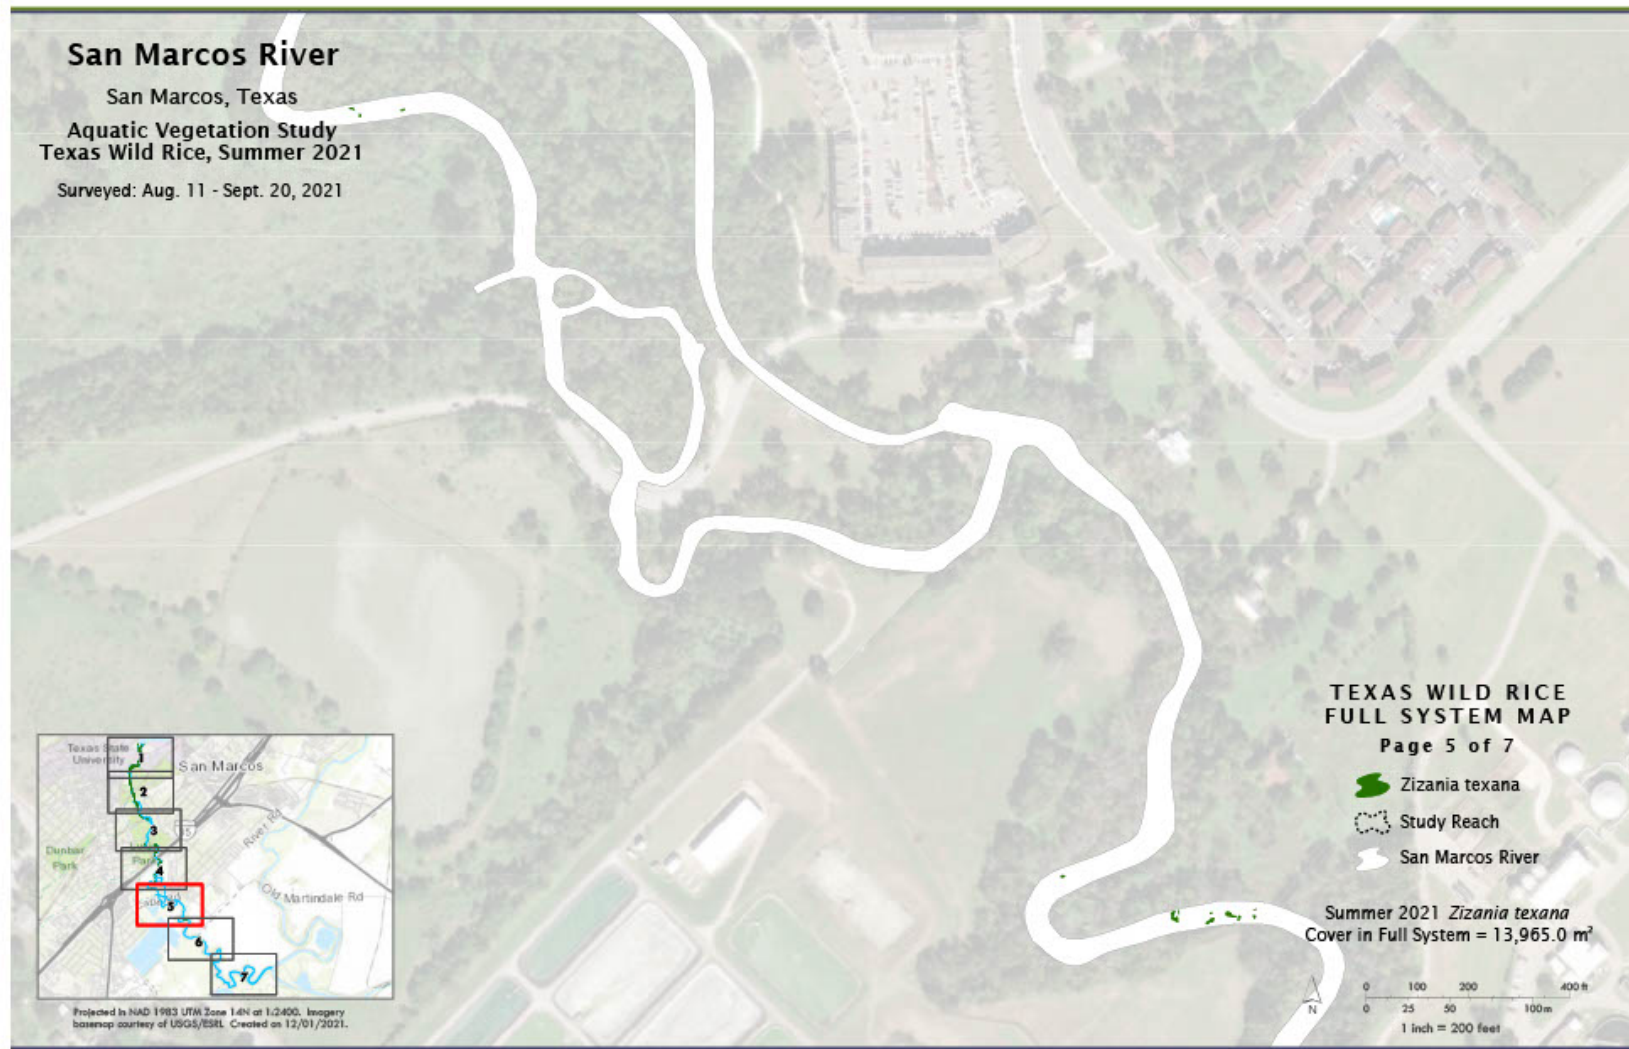 San Marcos River
San Marcos, Texas
Aquatic Vegetation Study
Texas Wild Rice, Summer 2021
Surveyed: Aug. 11 - Sept. 20, 2021
TEXAS WILD RICE
FULL SYSTEM MAP
Page 5 of 7
Zizania texana
Study Reach
San Marcos River
Summer 2021 Zizania texana
Cover in Full System = 13,965.0 m²
0 100 200 400 ft
N
0 25 50 100 m
1 inch = 200 feet
Texas State
University
1
San Marcos
2
3
River Rd
Dunbar
Park
Park
4
5
Old Martindale Rd
6
7
Projected in NAD 1983 UTM Zone 14N at 1:2400. Imagery
basemap courtesy of USGS/ESRI. Created on 12/01/2021.